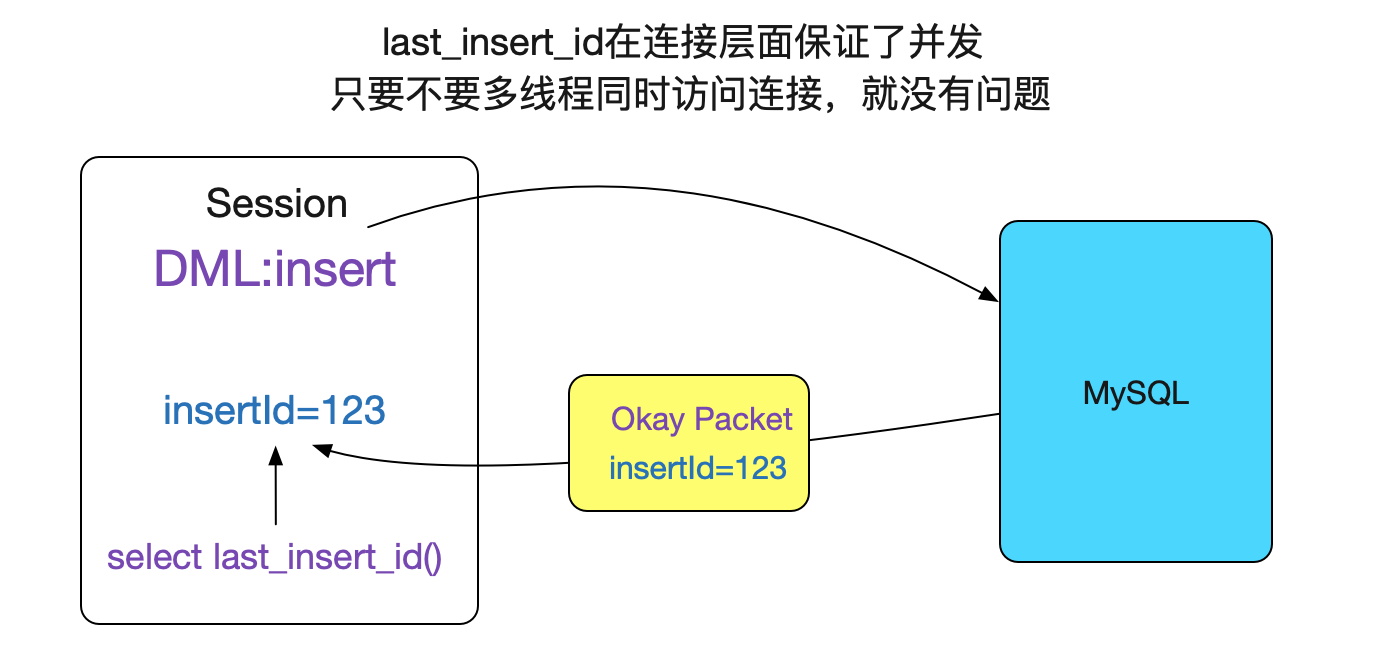 last_insert_id在连接层面保证了并发
只要不要多线程同时访问连接，就没有问题
Session
DML:insert
insertId=123
select last_insert_id()
Okay Packet
insertId=123
MySQL